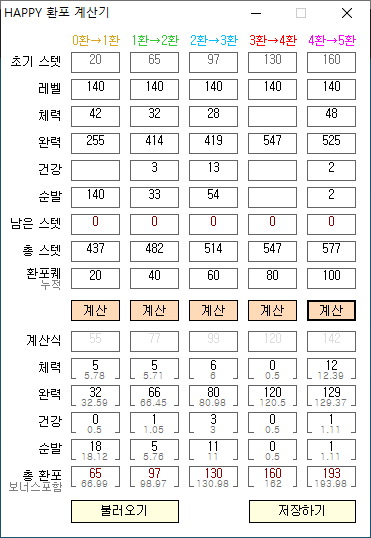 HAPPY 환포 계산기
0환→1환 1환→2환 2환→3환 3환→4환 4환→5환
초기 스텟 20 65 97 130 160
레벨 140 140 140 140 140
체력 42 32 28 48
완력 255 414 419 547 525
건강 3 13 2
순발 140 33 54 2
남은 스텟 0 0 0 0 0
총 스텟 437 482 514 547 577
환포퀘 20 40 60 80 100
누적
계산 계산 계산 계산 계산
계산식 55 77 99 120 142
체력 5 5 6 0 12
5.78 5.71 6 0.5 12.39
완력 32 66 80 120 129
32.59 66.45 80.98 120.5 129.37
건강 0 1 3 0 1
0.5 1.05 3 0.5 1.11
순발 18 5 11 0 1
18.12 5.76 11 0.5 1.11
총 환포 65 97 130 160 193
보너스포함 66.99 98.97 130.98 162 193.98
불러오기 저장하기